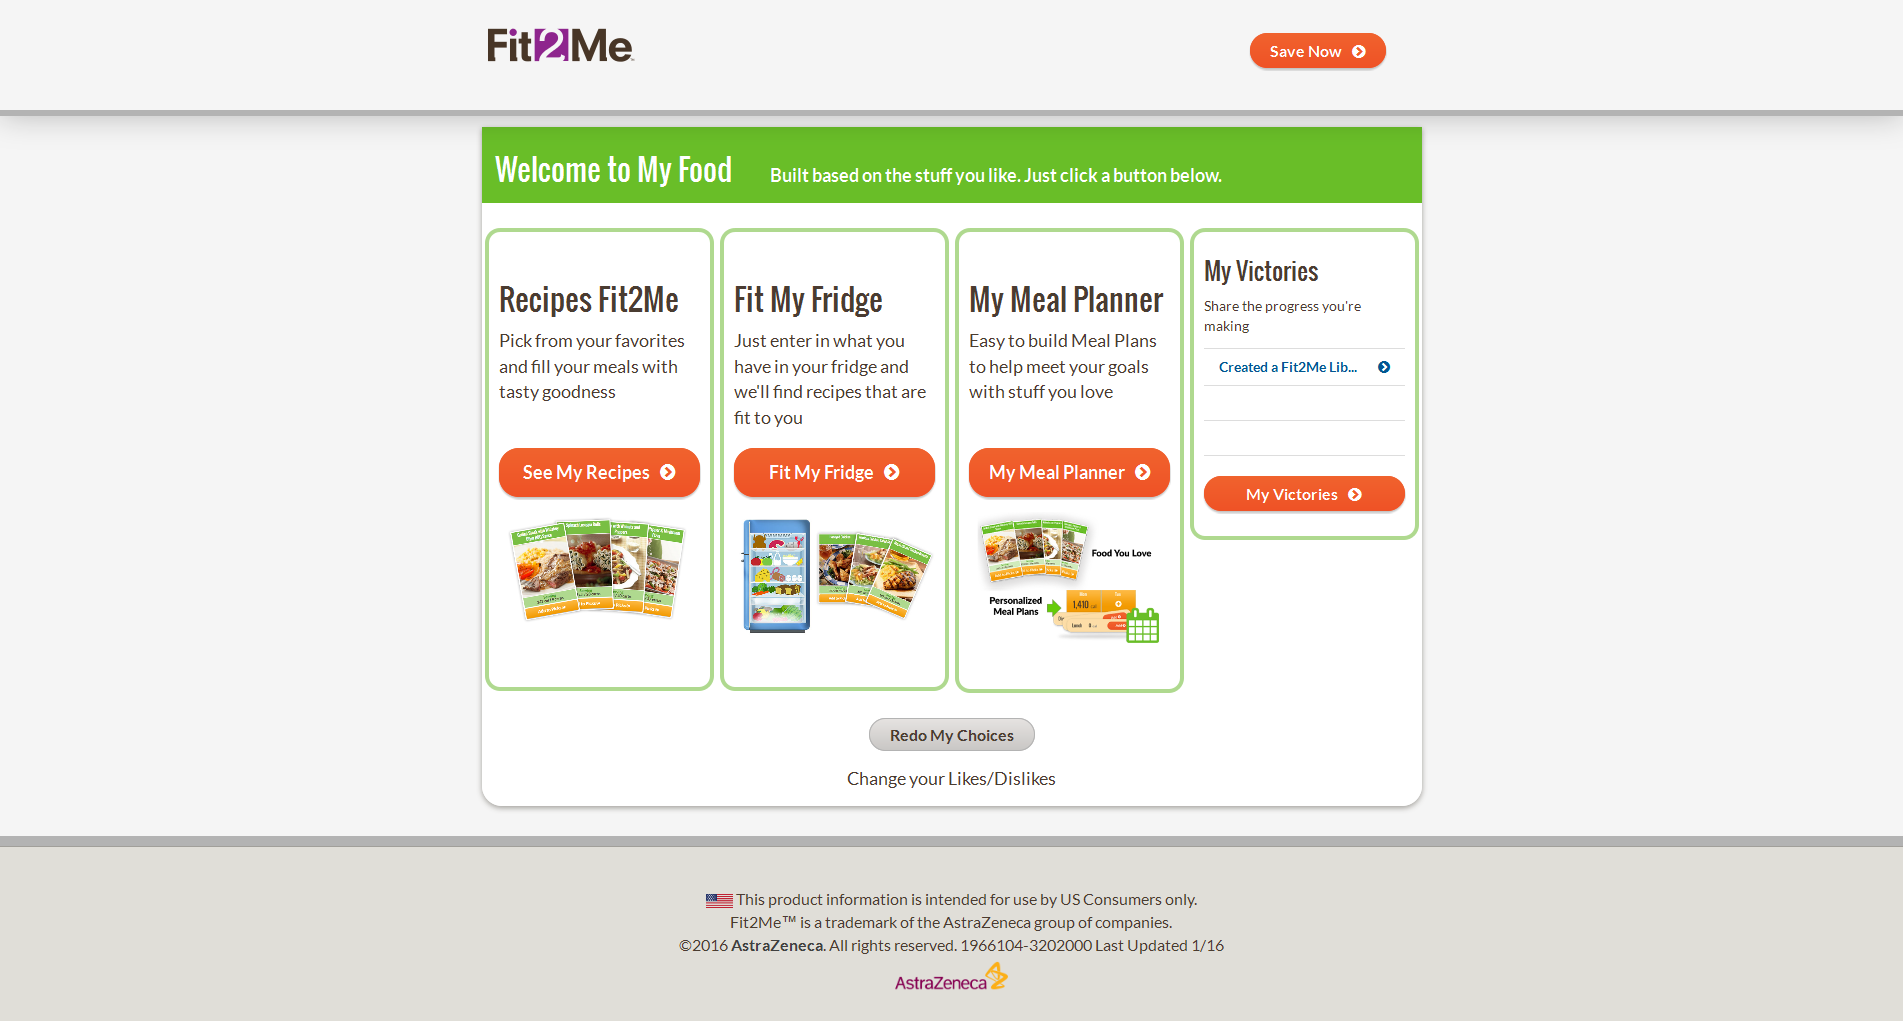 Fit2Me
Save Now
Welcome to My Food
Built based on the stuff you like. Just click a button below.
Recipes Fit2Me
Pick from your favorites
and fill your meals with
tasty goodness
See My Recipes
Fit My Fridge
Just enter in what you
have in your fridge and
we'll find recipes that are
fit to you
Fit My Fridge
My Meal Planner
Easy to build Meal Plans
to help meet your goals
with stuff you love
My Meal Planner
Food You Love
Personalized
Meal Plans
1,410
My Victories
Share the progress you're
making
Created a Fit2Me Lib...
My Victories
Redo My Choices
Change your Likes/Dislikes
This product information is intended for use by US Consumers only.
Fit2Me™ is a trademark of the AstraZeneca group of companies.
©2016 AstraZeneca. All rights reserved. 1966104-3202000 Last Updated 1/16
AstraZeneca